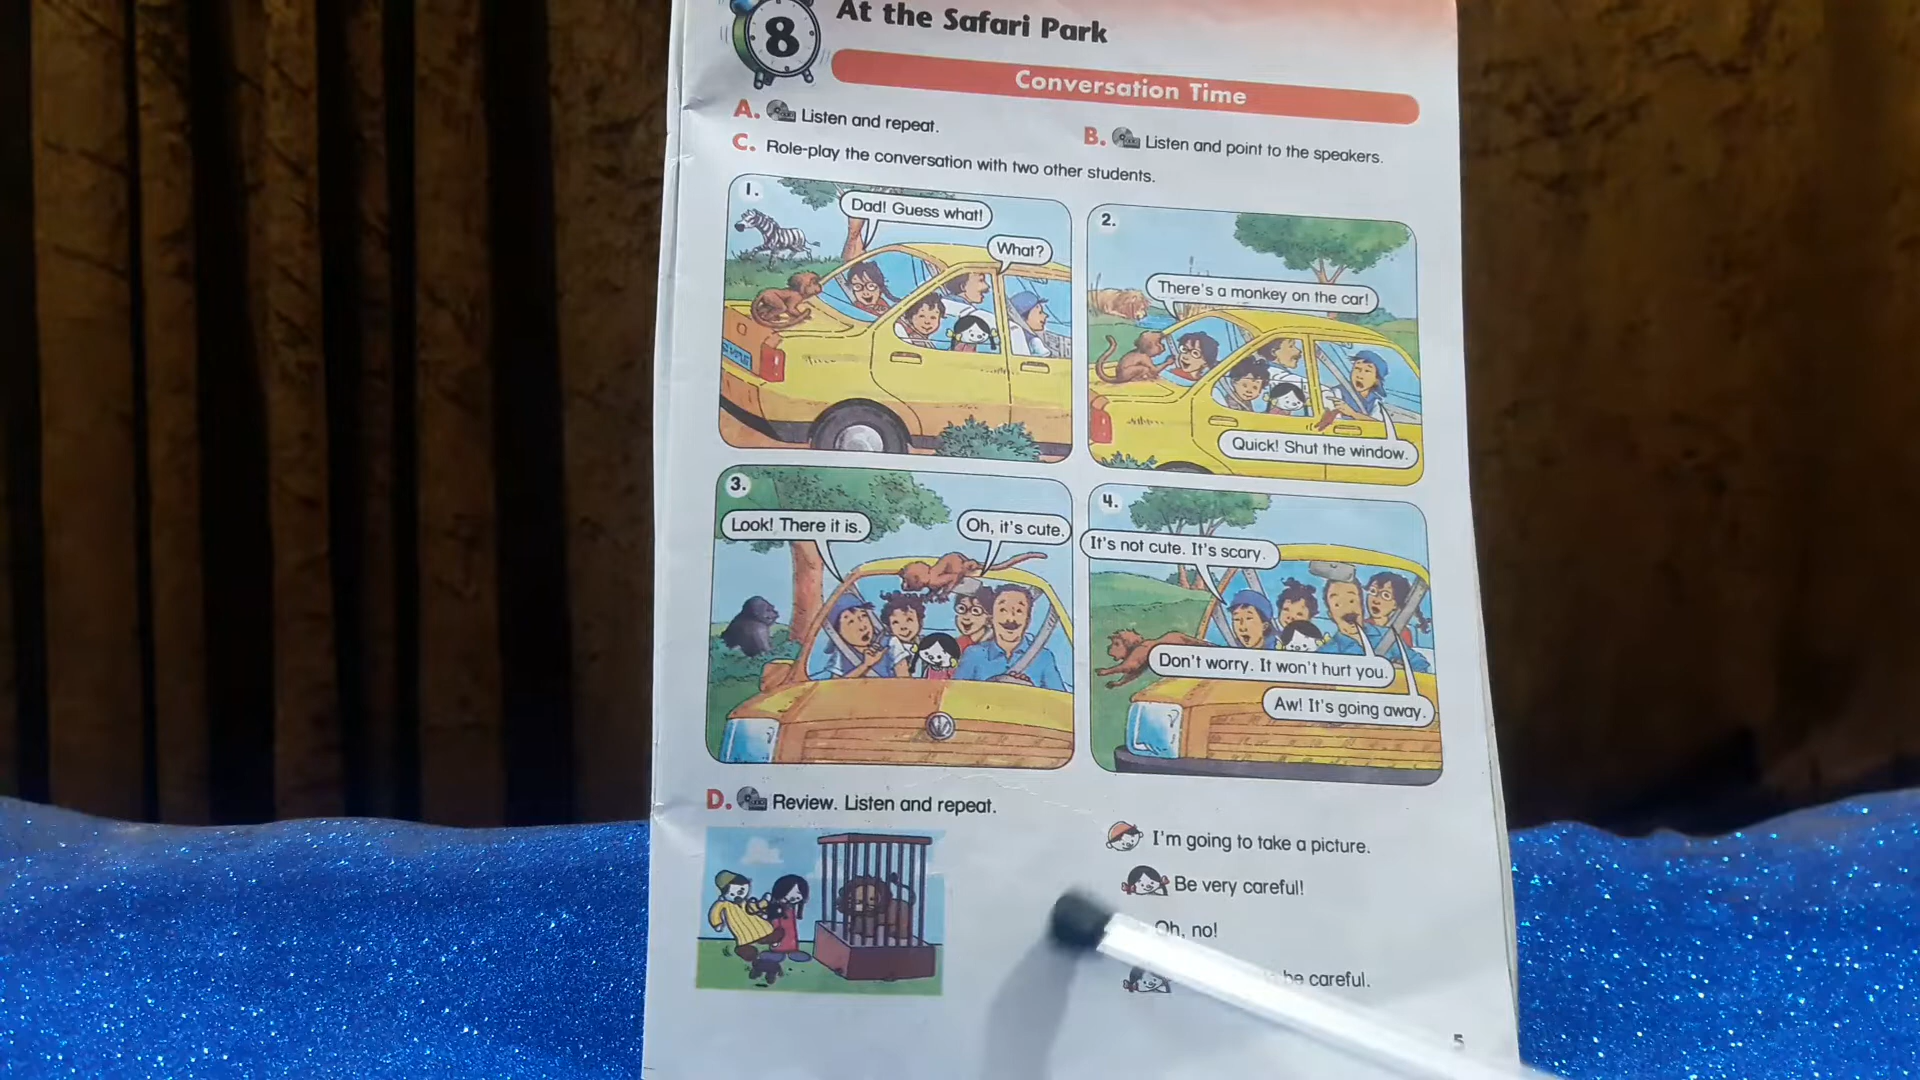 8
At the Safari Park
Conversation Time
A. Listen and repeat.
B. Listen and point to the speakers.
C. Role-play the conversation with two other students.
1.
Dad! Guess what!
What?
2.
There's a monkey on the car!
Quick! Shut the window.
3.
Look! There it is.
Oh, it's cute.
4.
It's not cute. It's scary.
Don't worry. It won't hurt you.
Aw! It's going away.
D. Review. Listen and repeat.
I'm going to take a picture.
Be very careful!
Oh, no!
be careful.
5